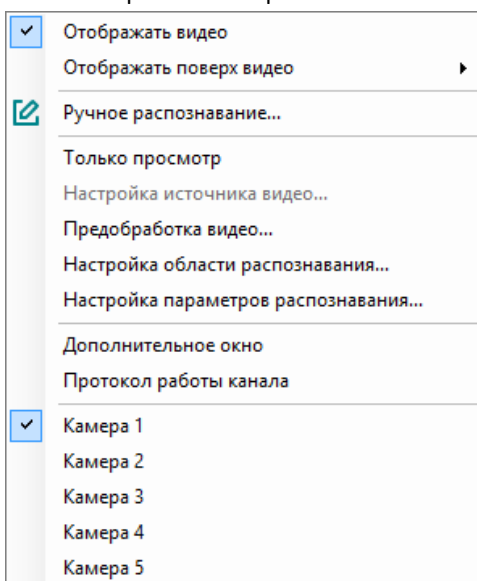 Отображать видео
Отображать поверх видео
Ручное распознавание...
Только просмотр
Настройка источника видео...
Предобработка видео...
Настройка области распознавания...
Настройка параметров распознавания...
Дополнительное окно
Протокол работы канала
Камера 1
Камера 2
Камера 3
Камера 4
Камера 5